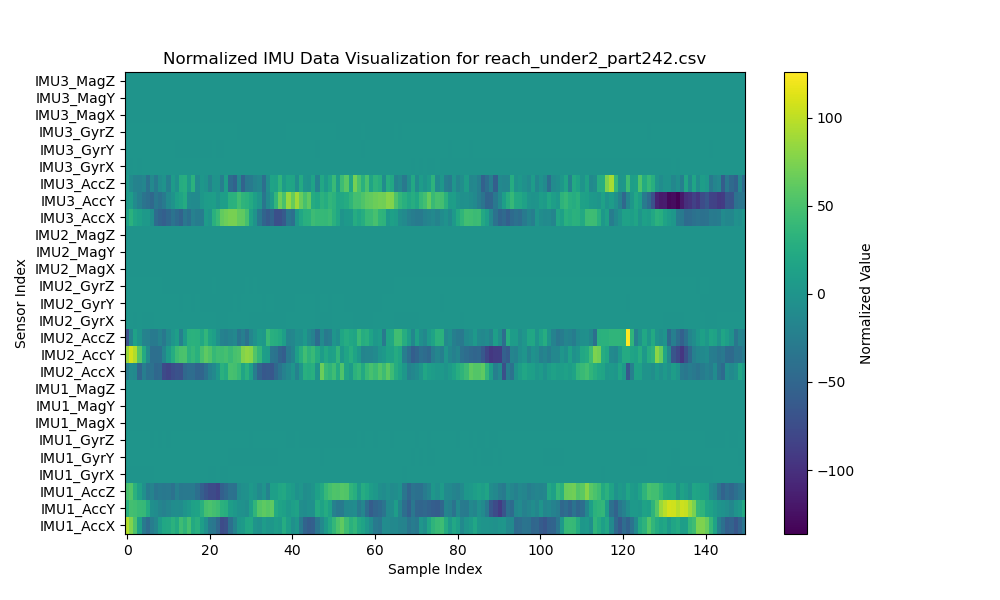 Normalized IMU Data Visualization for reach_under2_part242.csv
IMU3_MagZ
IMU3_MagY
IMU3_MagX
IMU3_GyrZ
IMU3_GyrY
IMU3_GyrX
IMU3_AccZ
IMU3_AccY
IMU3_AccX
IMU2_MagZ
IMU2_MagY
IMU2_MagX
IMU2_GyrZ
IMU2_GyrY
IMU2_GyrX
IMU2_AccZ
IMU2_AccY
IMU2_AccX
IMU1_MagZ
IMU1_MagY
IMU1_MagX
IMU1_GyrZ
IMU1_GyrY
IMU1_GyrX
IMU1_AccZ
IMU1_AccY
IMU1_AccX
Sensor Index
0 20 40 60 80 100 120 140
Sample Index
100
50
0
−50
−100
Normalized Value